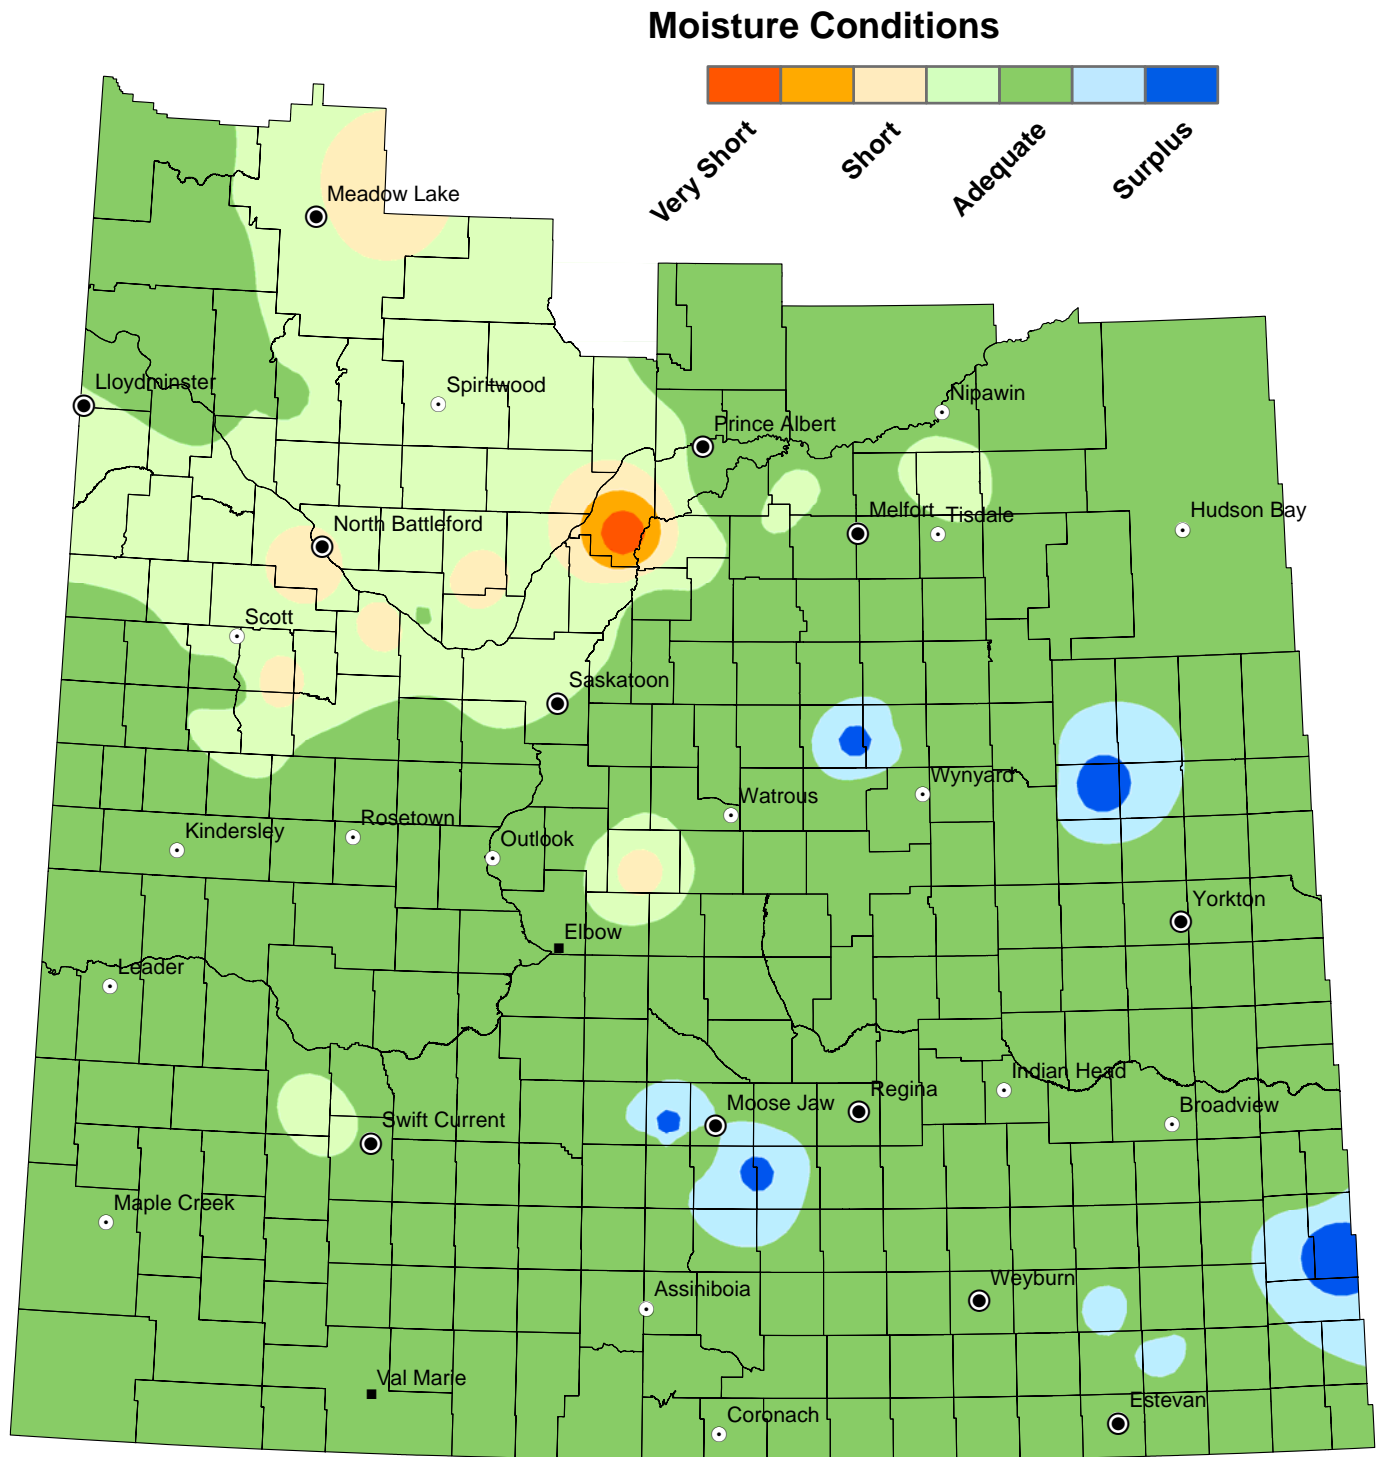 Moisture Conditions
Very Short
Short
Adequate
Surplus
Meadow Lake
Lloydminster
Spiritwood
Nipawin
Prince Albert
North Battleford
Melfort
Tisdale
Hudson Bay
Scott
Saskatoon
Wynyard
Watrous
Rosetown
Kindersley
Outlook
Yorkton
Elbow
Leader
Indian Head
Regina
Moose Jaw
Broadview
Swift Current
Maple Creek
Weyburn
Assiniboia
Val Marie
Estevan
Coronach